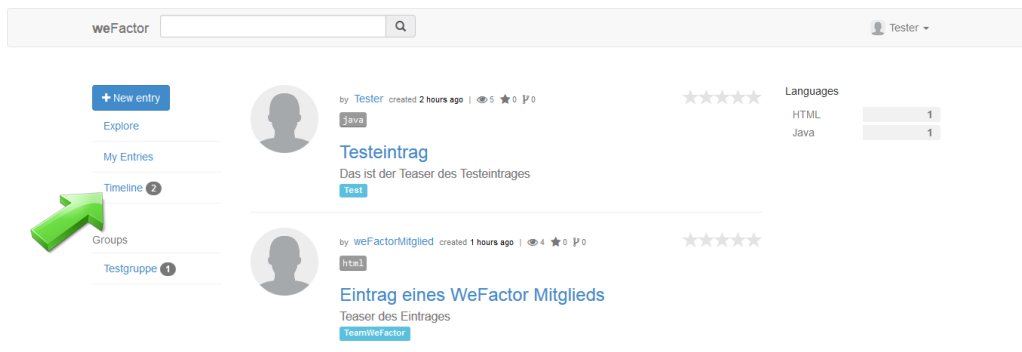 weFactor
Tester
New entry
Explore
My Entries
Timeline 2
Groups
Testgruppe 1
by Tester created 2 hours ago | 5 0 0
java
Testeintrag
Das ist der Teaser des Testeintrages
Test
by weFactorMitglied created 1 hours ago | 4 0 0
html
Eintrag eines WeFactor Mitglieds
Teaser des Eintrages
TeamWeFactor
Languages
HTML 1
Java 1